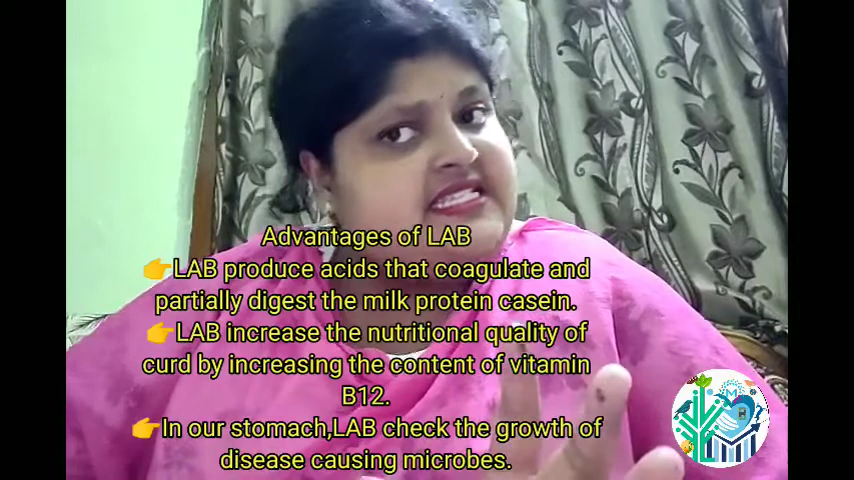 Advantages of LAB
👉LAB produce acids that coagulate and
partially digest the milk protein casein.
👉LAB increase the nutritional quality of
curd by increasing the content of vitamin
B12.
👉In our stomach,LAB check the growth of
disease causing microbes.
M